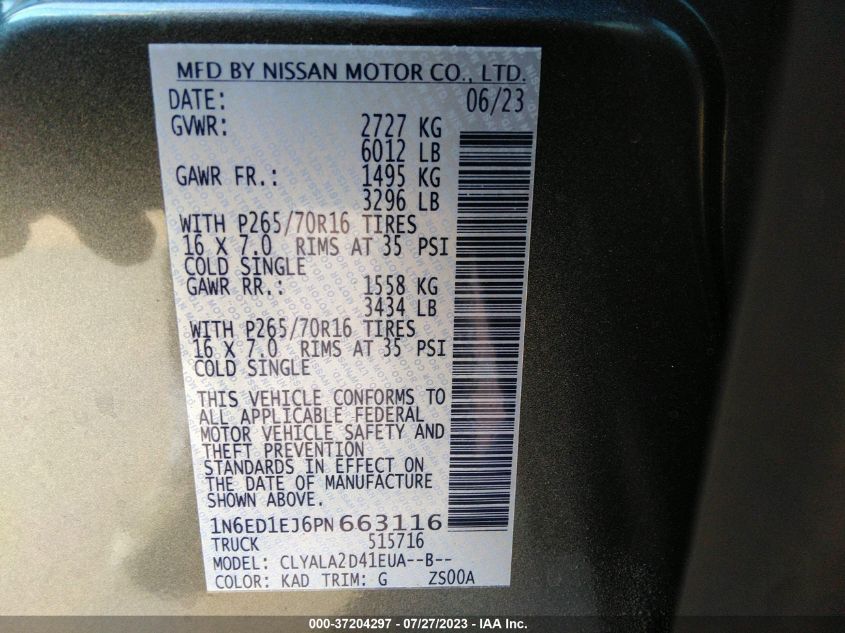 MFD BY NISSAN MOTOR CO., LTD.
DATE: 06/23
GVWR: 2727 KG
6012 LB
GAWR FR.: 1495 KG
3296 LB
WITH P265/70R16 TIRES
16 X 7.0 RIMS AT 35 PSI
COLD SINGLE
GAWR RR.: 1558 KG
3434 LB
WITH P265/70R16 TIRES
16 X 7.0 RIMS AT 35 PSI
COLD SINGLE
THIS VEHICLE CONFORMS TO
ALL APPLICABLE FEDERAL
MOTOR VEHICLE SAFETY AND
THEFT PREVENTION
STANDARDS IN EFFECT ON
THE DATE OF MANUFACTURE
SHOWN ABOVE.
1N6ED1EJ6PN663116
TRUCK 515716
MODEL: CLYALA2D41EUA--B--
COLOR: KAD TRIM: G ZS00A
000-37204297 - 07/27/2023 - IAA Inc.